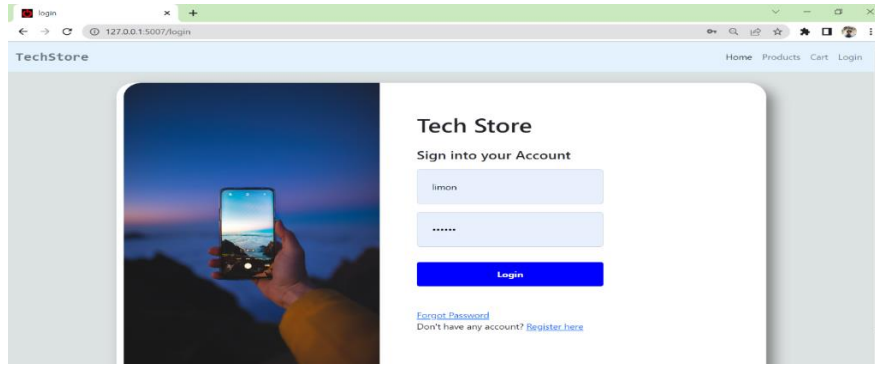 login
127.0.0.1:5007/login
TechStore
Home Products Cart Login
Tech Store
Sign into your Account
limon
••••••
Login
Forgot Password
Don't have any account? Register here